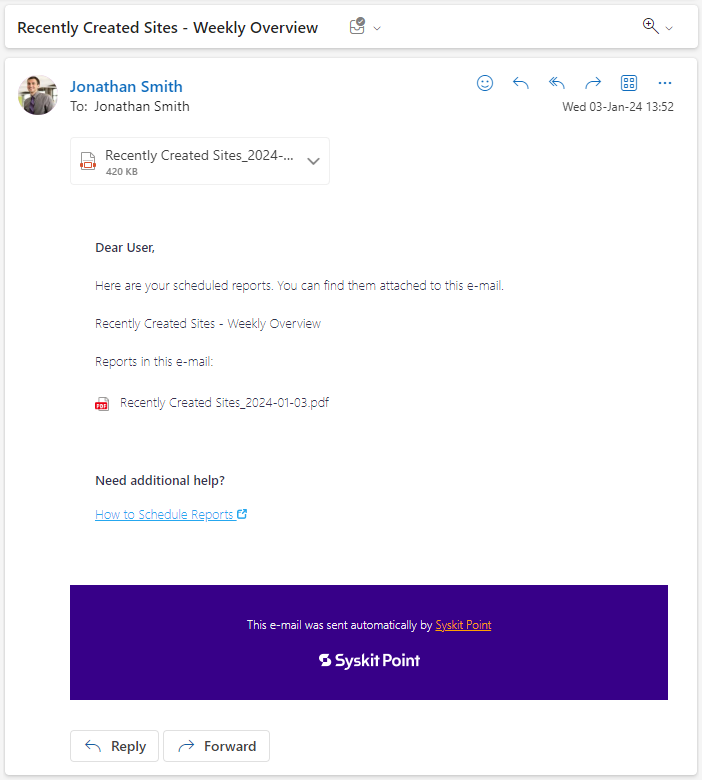 Recently Created Sites - Weekly Overview
Jonathan Smith
To: Jonathan Smith
Wed 03-Jan-24 13:52
Recently Created Sites_2024-...
420 KB
Dear User,
Here are your scheduled reports. You can find them attached to this e-mail.
Recently Created Sites - Weekly Overview
Reports in this e-mail:
PDF Recently Created Sites_2024-01-03.pdf
Need additional help?
How to Schedule Reports
This e-mail was sent automatically by Syskit Point
Syskit Point
Reply Forward